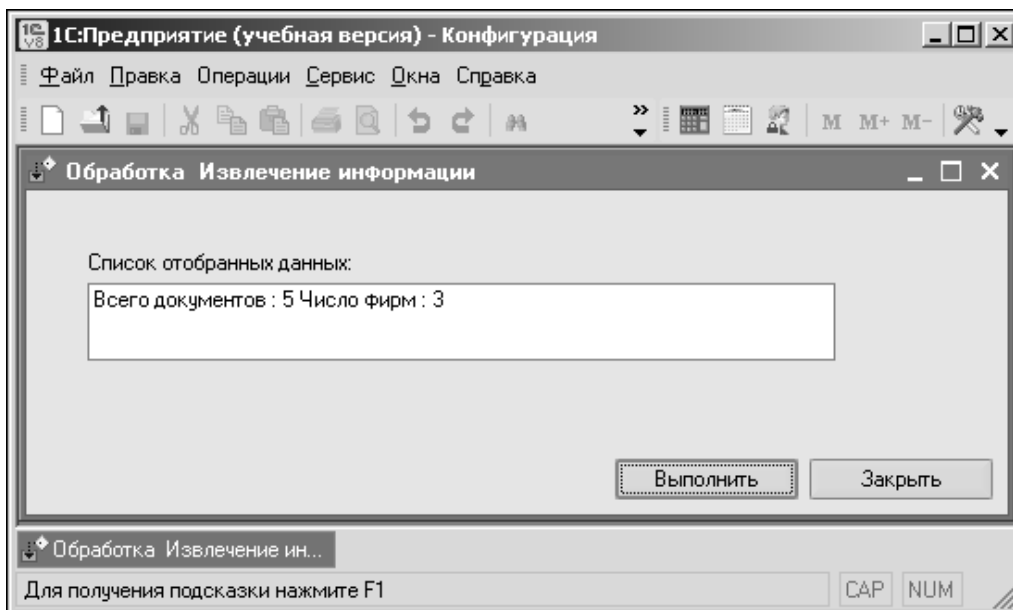 1С:Предприятие (учебная версия) - Конфигурация
Файл Правка Операции Сервис Окна Справка
M M+ M-
Обработка Извлечение информации
Список отобранных данных:
Всего документов : 5 Число фирм : 3
Выполнить Закрыть
Обработка Извлечение ин...
Для получения подсказки нажмите F1 CAP NUM